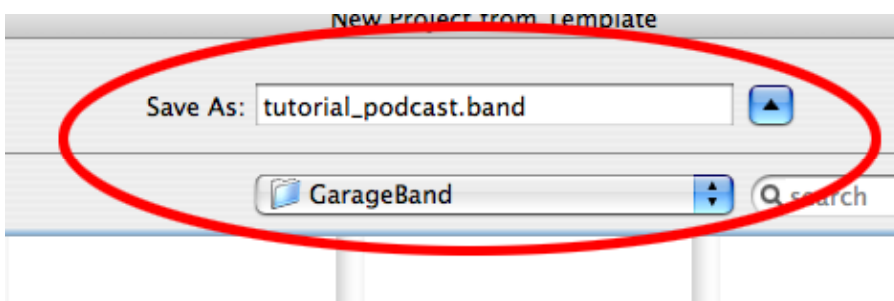 New Project from Template
Save As: tutorial_podcast.band
GarageBand search